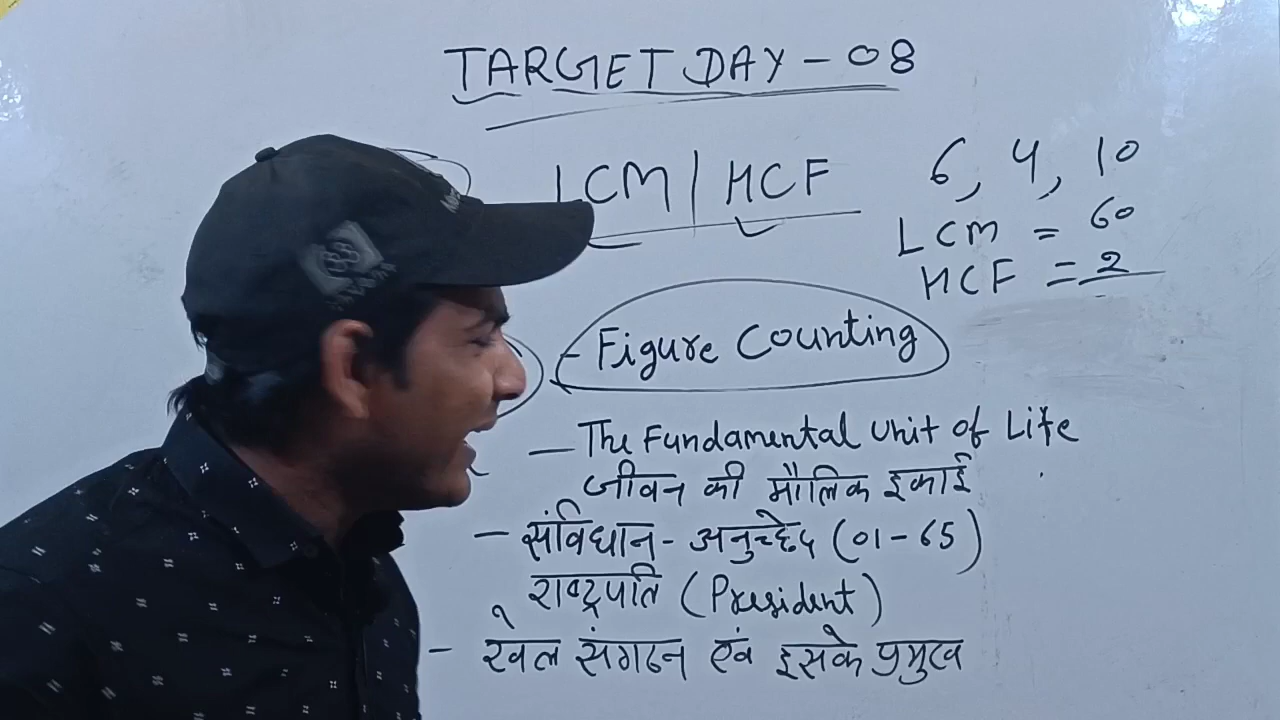 TARGET DAY - 08
LCM | HCF
6, 4, 10
LCM = 60
HCF = 2
- Figure Counting
- The Fundamental Unit of Life
जीवन की मौलिक इकाई
- संविधान - अनुच्छेद (01-65)
राष्ट्रपति (President)
- खेल संगठन एवं इसके प्रमुख